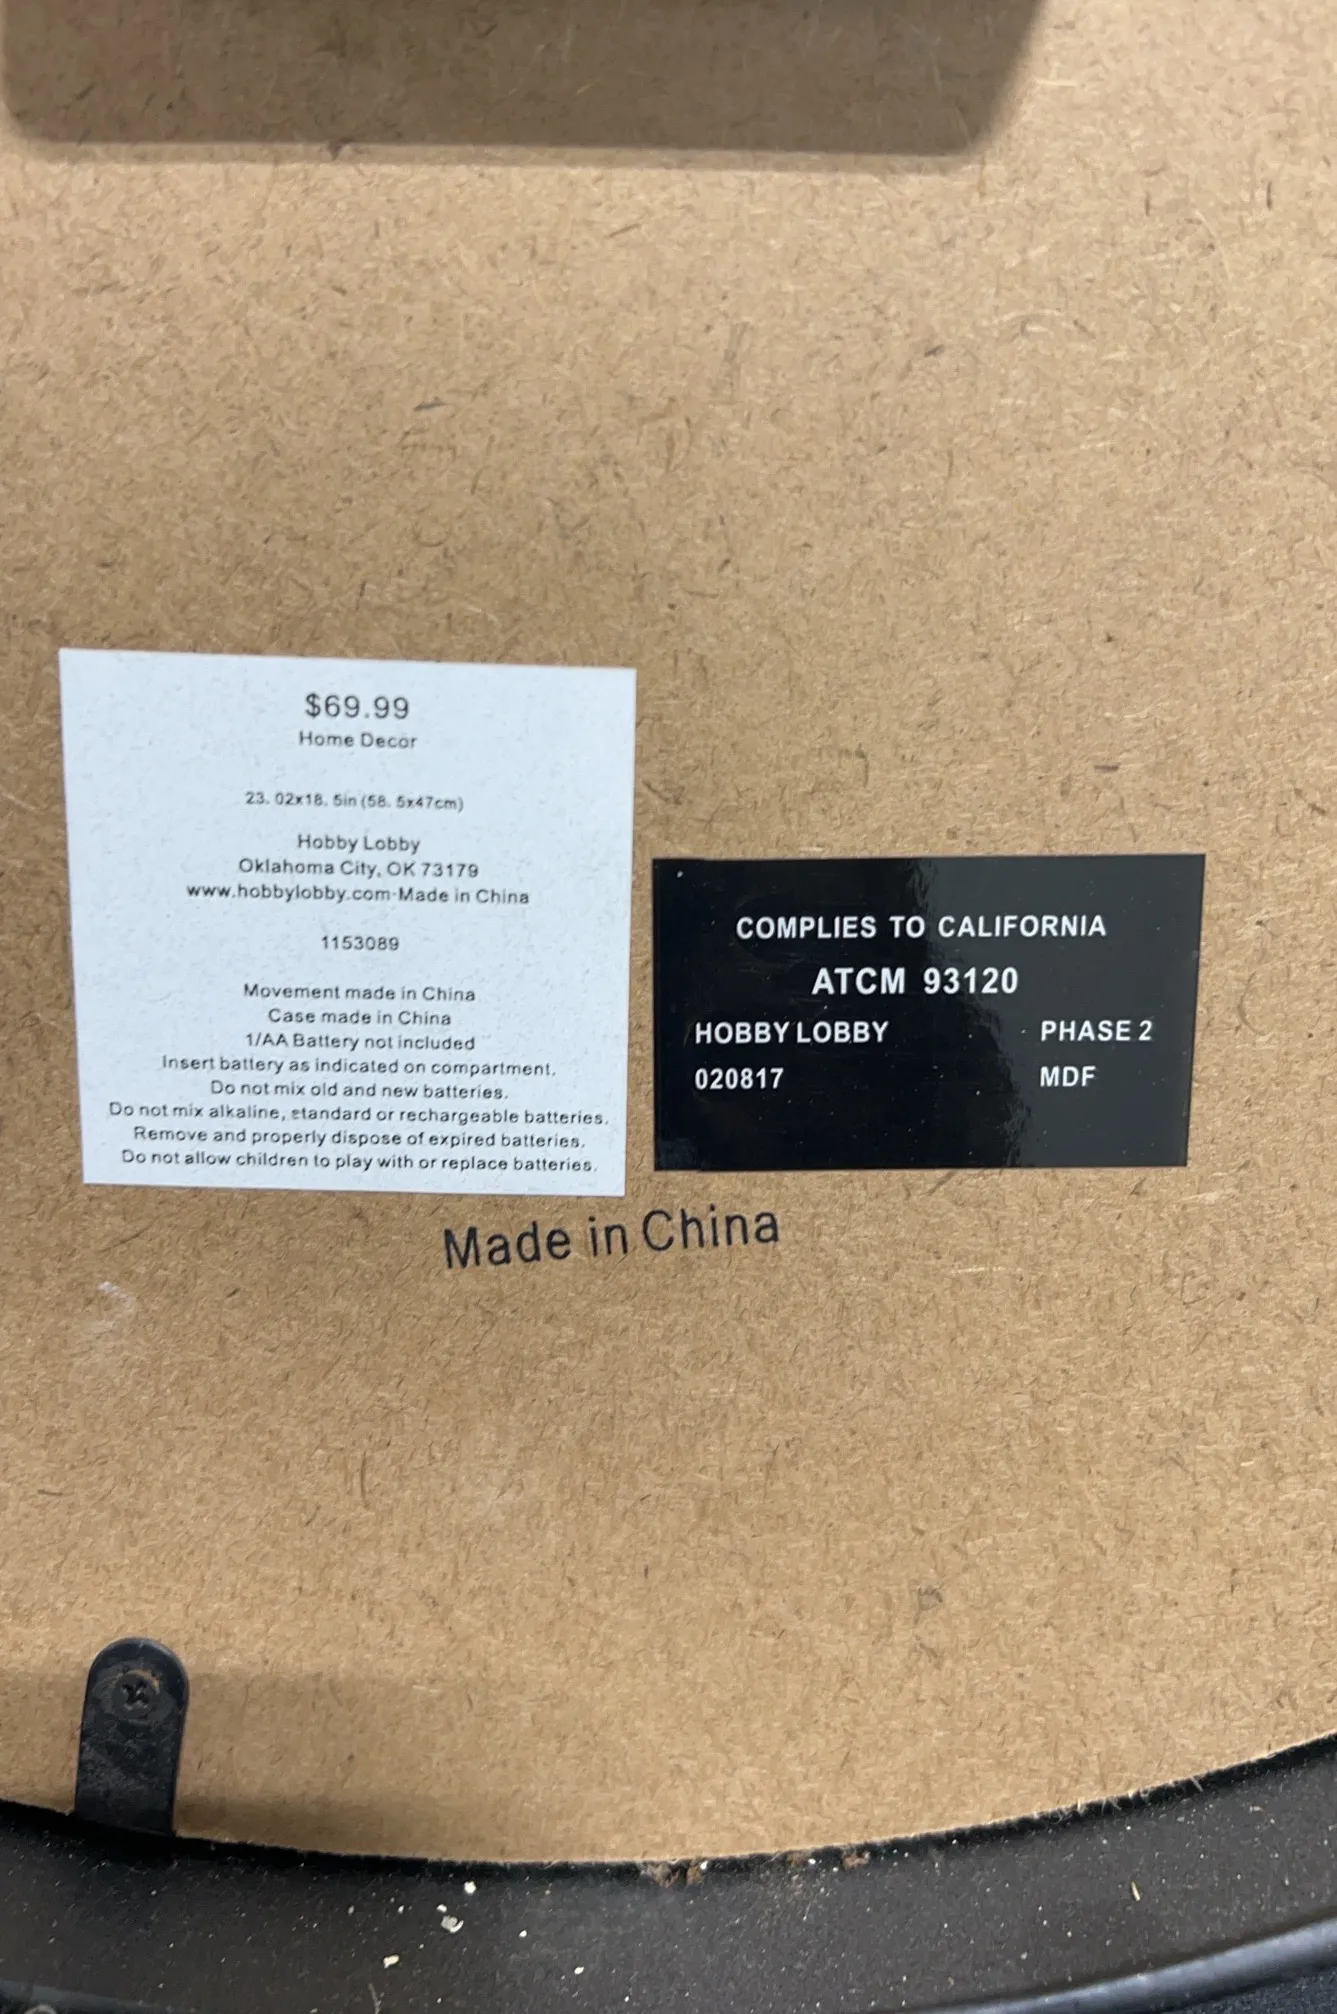 $69.99
Home Decor
23. 02x18. 5in (58. 5x47cm)
Hobby Lobby
Oklahoma City, OK 73179
www.hobbylobby.com·Made in China
1153089
Movement made in China
Case made in China
1/AA Battery not included
Insert battery as indicated on compartment.
Do not mix old and new batteries.
Do not mix alkaline, standard or rechargeable batteries.
Remove and properly dispose of expired batteries.
Do not allow children to play with or replace batteries.
COMPLIES TO CALIFORNIA
ATCM 93120
HOBBY LOBBY PHASE 2
020817 MDF
Made in China